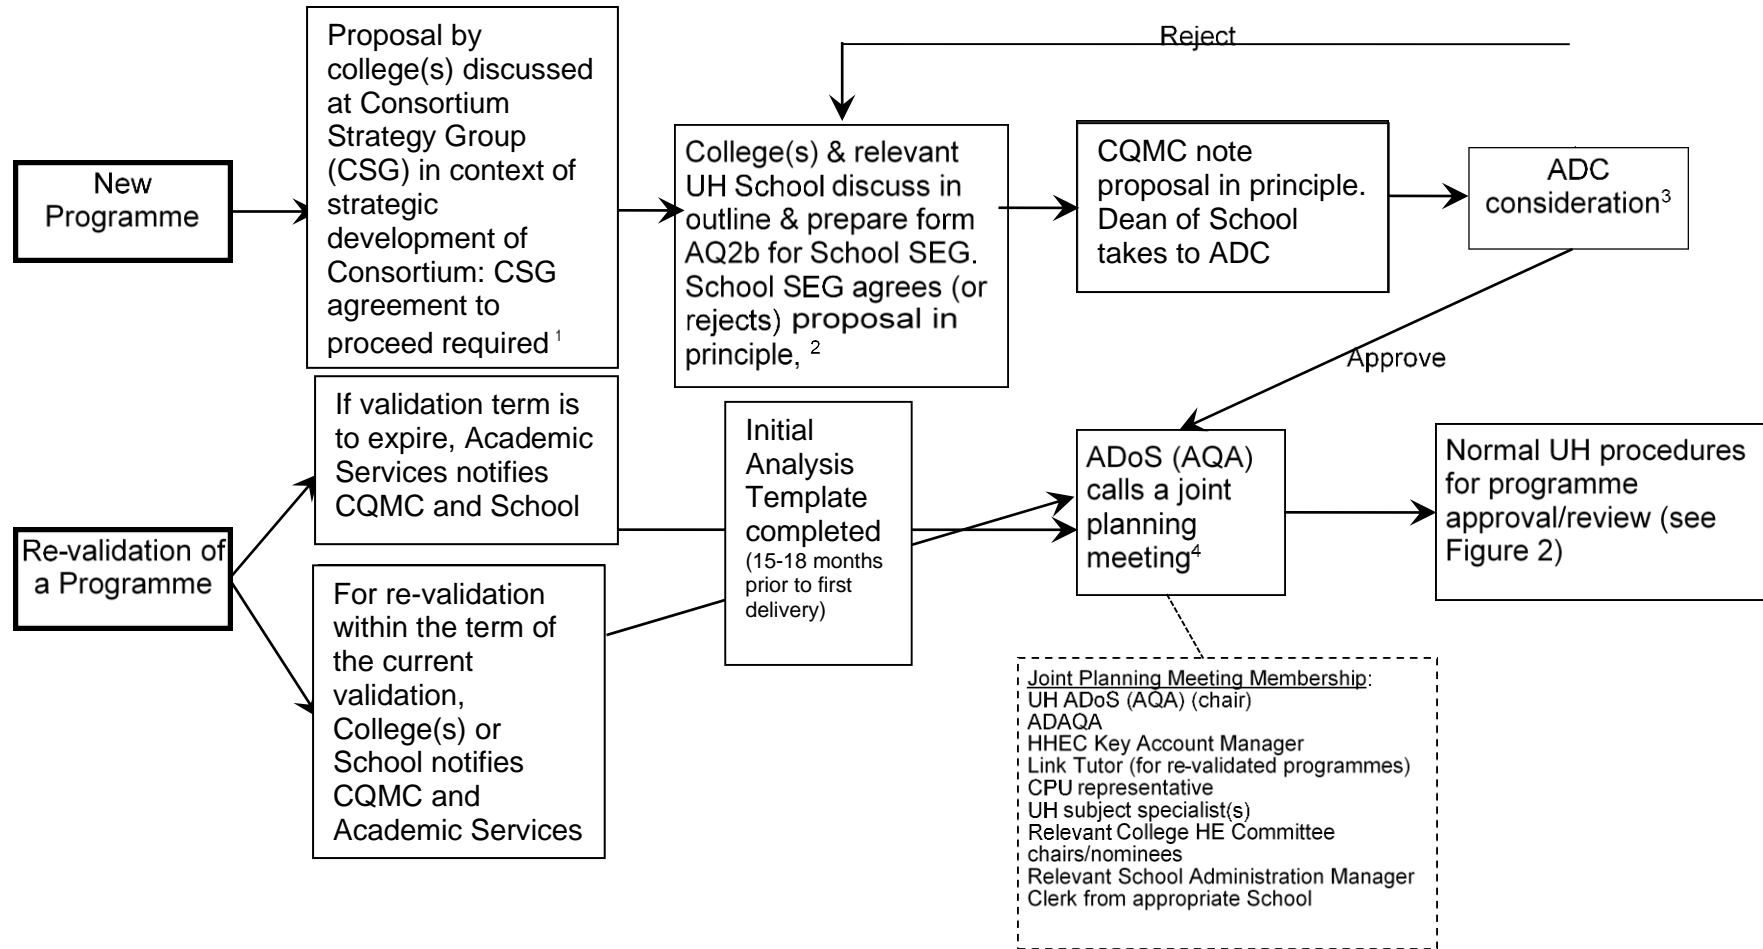 New
Programme
Proposal by
college(s) discussed
at Consortium
Strategy Group
(CSG) in context of
strategic
development of
Consortium: CSG
agreement to
proceed required 1
Reject
College(s) & relevant
UH School discuss in
outline & prepare form
AQ2b for School SEG.
School SEG agrees (or
rejects) proposal in
principle, 2
CQMC note
proposal in principle.
Dean of School
takes to ADC
ADC
consideration3
Approve
Re-validation of
a Programme
If validation term is
to expire, Academic
Services notifies
CQMC and School
For re-validation
within the term of
the current
validation,
College(s) or
School notifies
CQMC and
Academic Services
Initial
Analysis
Template
completed
(15-18 months
prior to first
delivery)
ADoS (AQA)
calls a joint
planning
meeting4
Normal UH procedures
for programme
approval/review (see
Figure 2)
Joint Planning Meeting Membership:
UH ADoS (AQA) (chair)
ADAQA
HHEC Key Account Manager
Link Tutor (for re-validated programmes)
CPU representative
UH subject specialist(s)
Relevant College HE Committee
chairs/nominees
Relevant School Administration Manager
Clerk from appropriate School